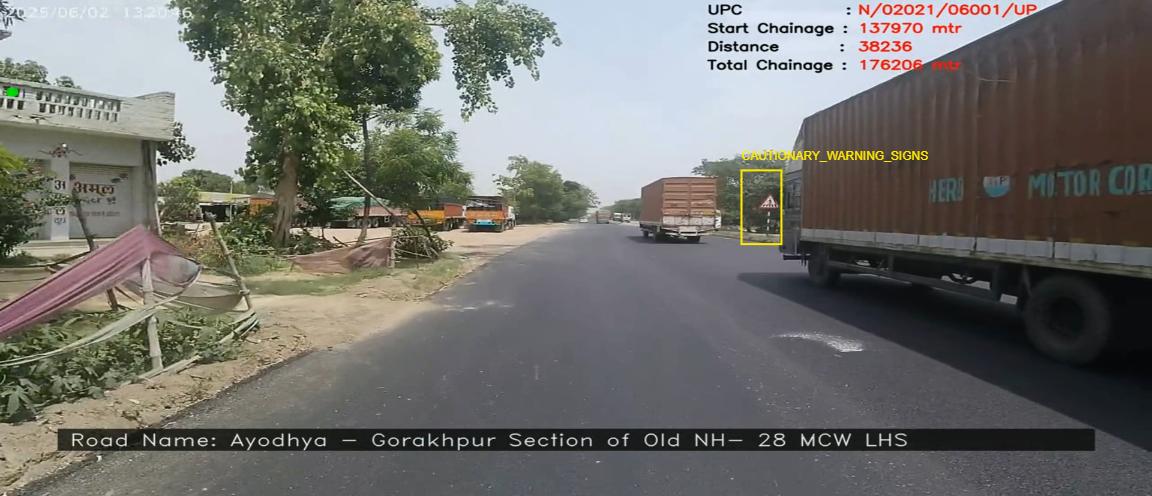 2025/06/02 13:20:46
UPC : N/02021/06001/UP
Start Chainage : 137970 mtr
Distance : 38236
Total Chainage : 176206 mtr
CAUTIONARY_WARNING_SIGNS
HERO MOTOR COR
अमूल
Road Name: Ayodhya - Gorakhpur Section of Old NH- 28 MCW LHS